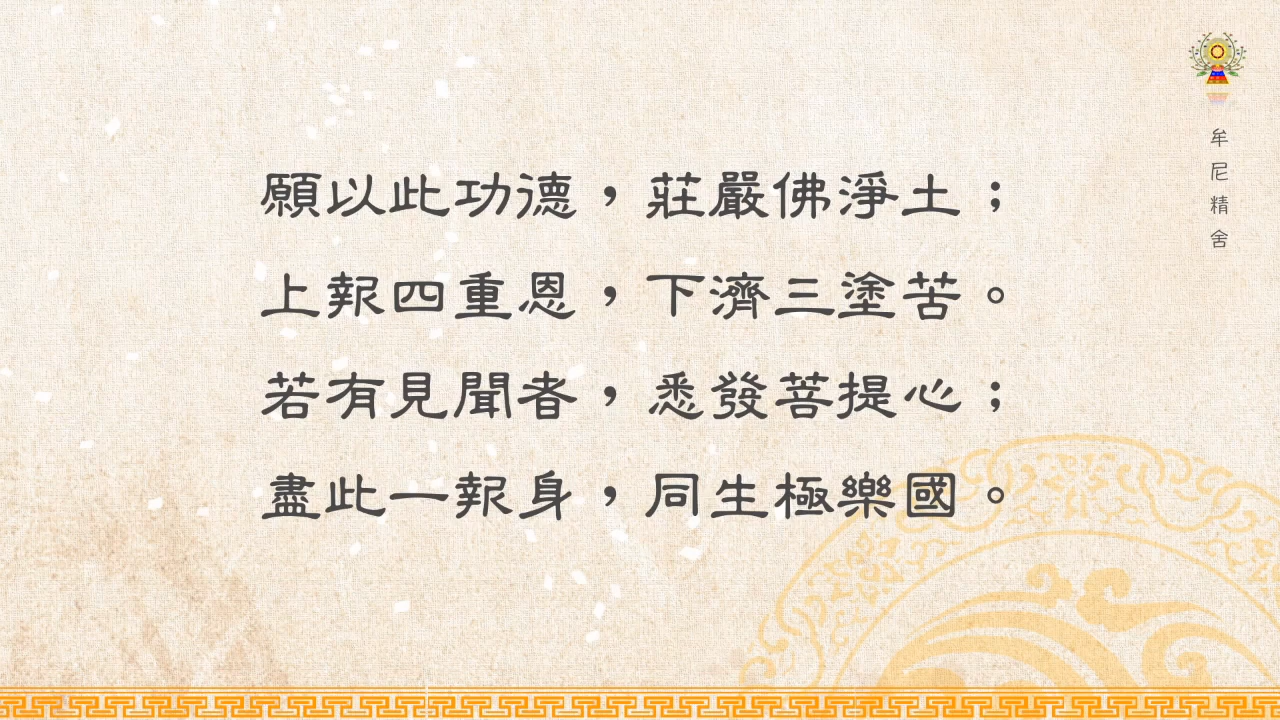 願以此功德，莊嚴佛淨土；
上報四重恩，下濟三塗苦。
若有見聞者，悉發菩提心；
盡此一報身，同生極樂國。
牟尼精舍